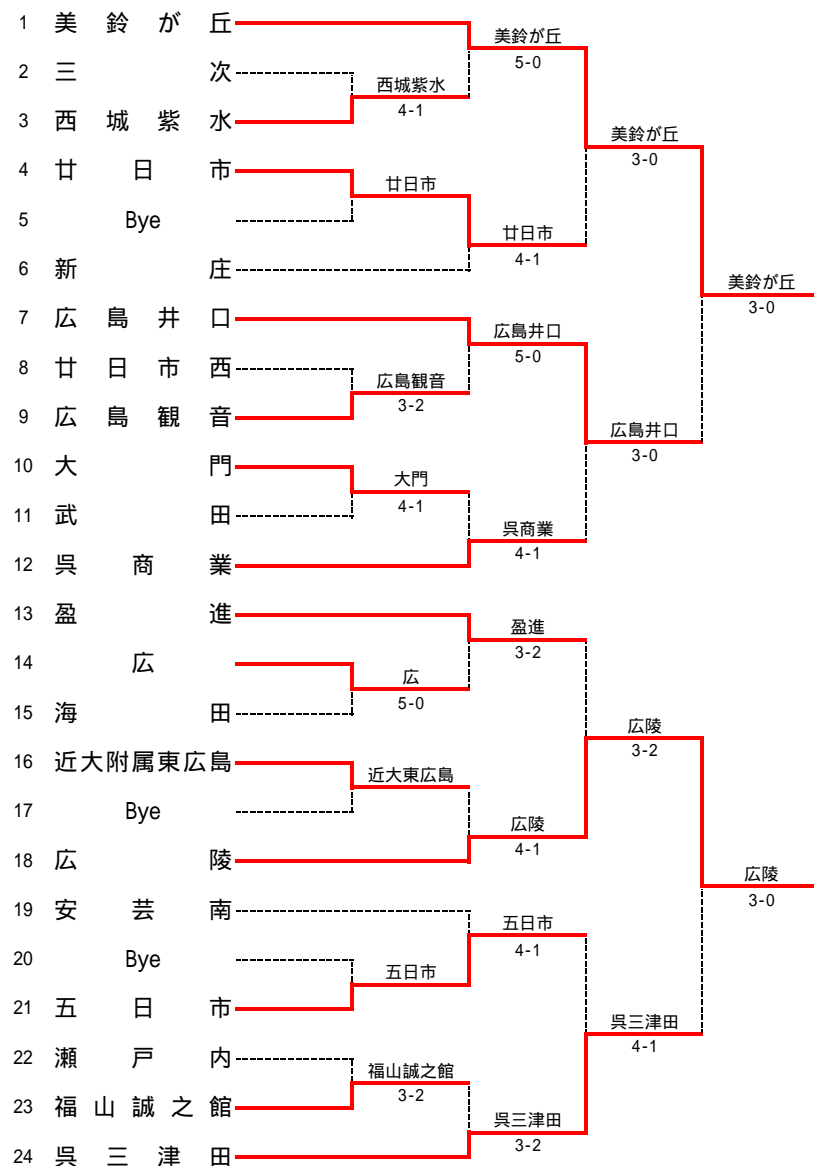 1 美鈴が丘
2 三次
3 西城紫水
4 廿日市
5 Bye
6 新庄
7 広島井口
8 廿日市西
9 広島観音
10 大門
11 武田
12 呉商業
13 盈進
14 広
15 海田
16 近大附属東広島
17 Bye
18 広陵
19 安芸南
20 Bye
21 五日市
22 瀬戸内
23 福山誠之館
24 呉三津田
西城紫水
4-1
廿日市
広島観音
3-2
大門
4-1
広
5-0
近大東広島
五日市
福山誠之館
3-2
美鈴が丘
5-0
廿日市
4-1
広島井口
5-0
呉商業
4-1
盈進
3-2
広陵
4-1
五日市
4-1
呉三津田
3-2
美鈴が丘
3-0
広島井口
3-0
広陵
3-2
呉三津田
4-1
美鈴が丘
3-0
広陵
3-0